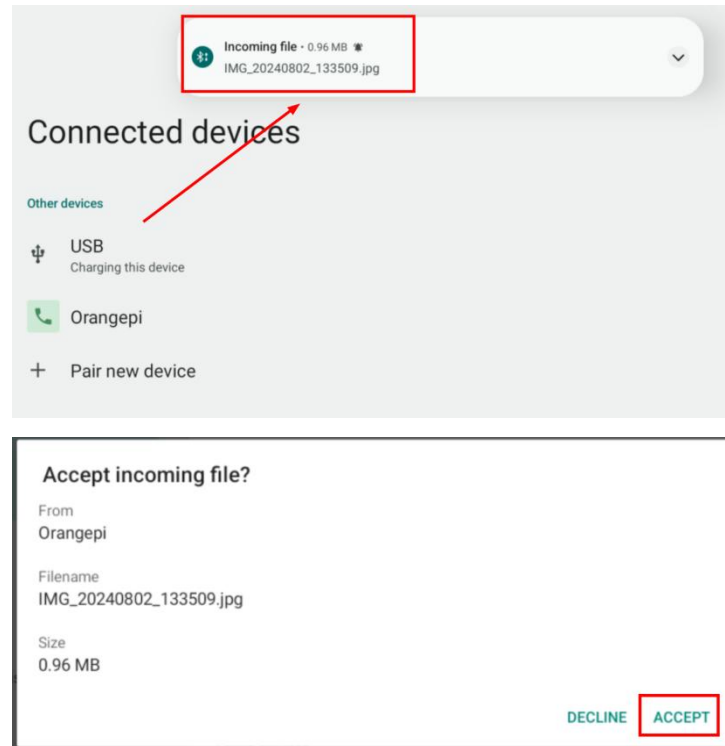 Incoming file • 0.96 MB
IMG_20240802_133509.jpg
Connected devices
Other devices
USB
Charging this device
Orangepi
Pair new device
Accept incoming file?
From
Orangepi
Filename
IMG_20240802_133509.jpg
Size
0.96 MB
DECLINE ACCEPT